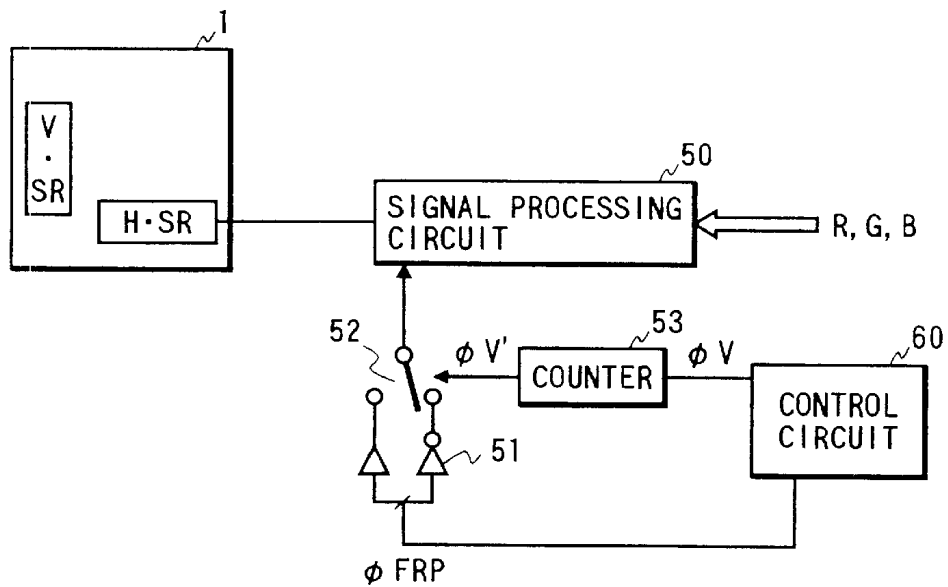 1
V
·
SR
H·SR
50
SIGNAL PROCESSING
CIRCUIT
R, G, B
52
φ V'
53
COUNTER
φ V
60
CONTROL
CIRCUIT
51
φ FRP